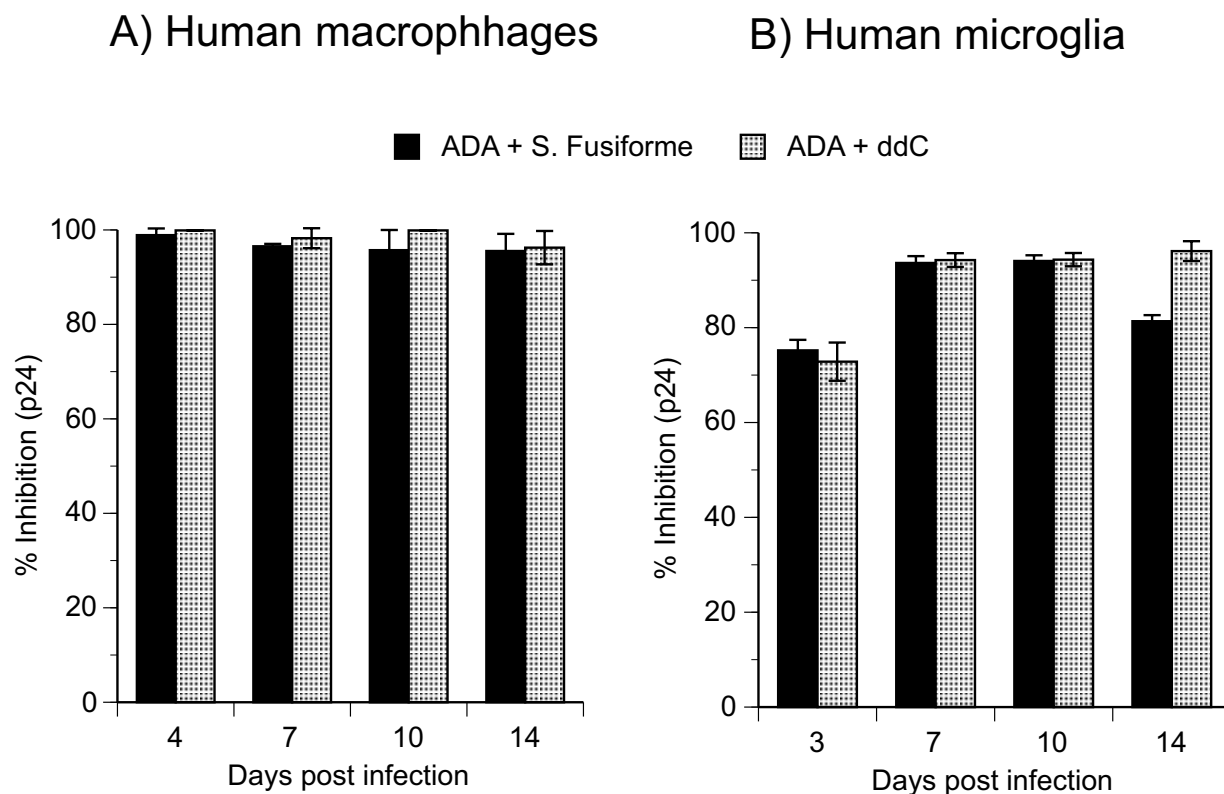 A) Human macrophhages
B) Human microglia
ADA + S. Fusiforme
ADA + ddC
% Inhibition (p24)
100
80
60
40
20
0
4 7 10 14
Days post infection
% Inhibition (p24)
100
80
60
40
20
0
3 7 10 14
Days post infection